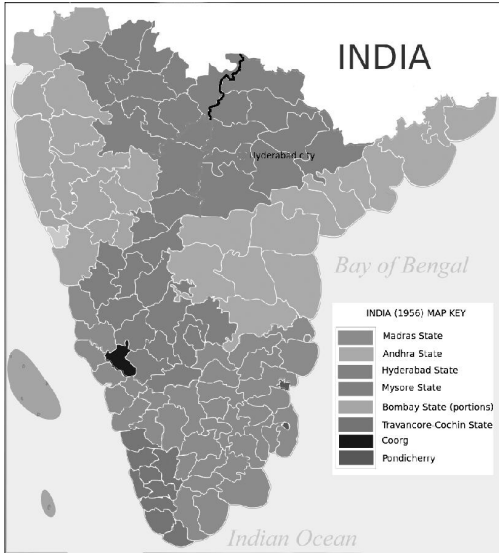 INDIA
Hyderabad city
Bay of Bengal
INDIA (1956) MAP KEY
Madras State
Andhra State
Hyderabad State
Mysore State
Bombay State (portions)
Travancore-Cochin State
Coorg
Pondicherry
Indian Ocean